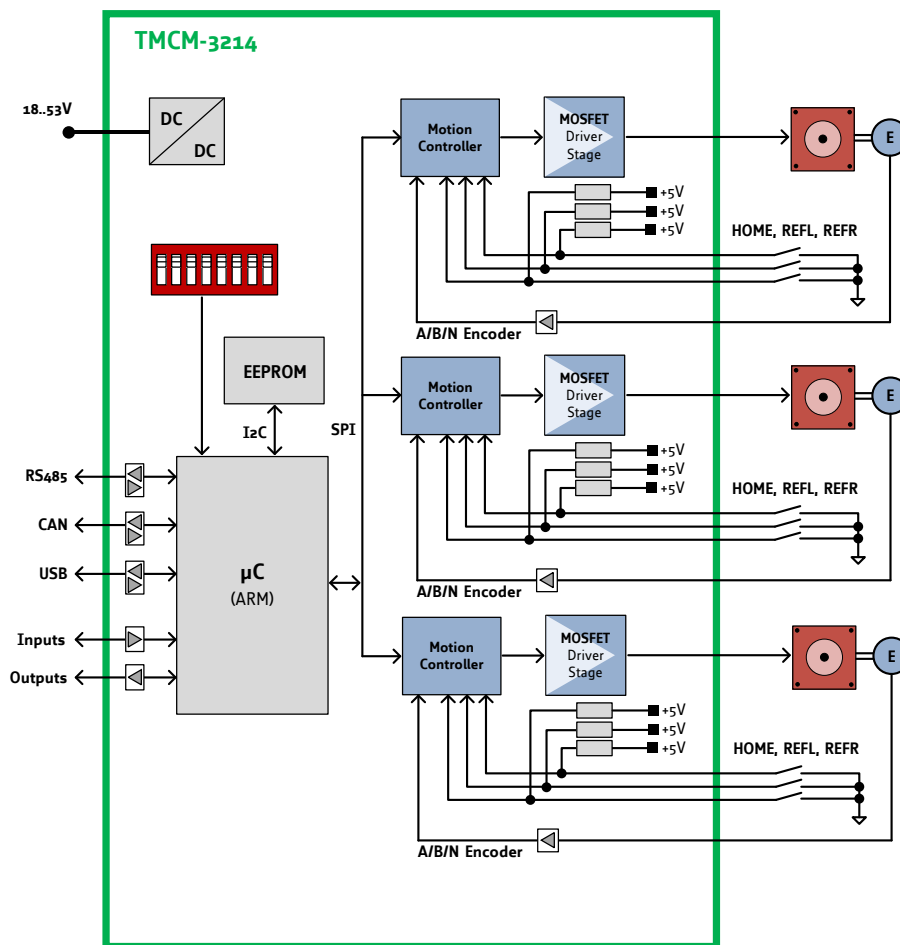 TMCM-3214
18..53V
DC
DC
Motion
Controller
MOSFET
Driver
Stage
E
+5V
+5V
+5V
HOME, REFL, REFR
A/B/N Encoder
EEPROM
I2C
SPI
Motion
Controller
MOSFET
Driver
Stage
E
+5V
+5V
+5V
HOME, REFL, REFR
A/B/N Encoder
RS485
CAN
USB
Inputs
Outputs
µC
(ARM)
Motion
Controller
MOSFET
Driver
Stage
E
+5V
+5V
+5V
HOME, REFL, REFR
A/B/N Encoder